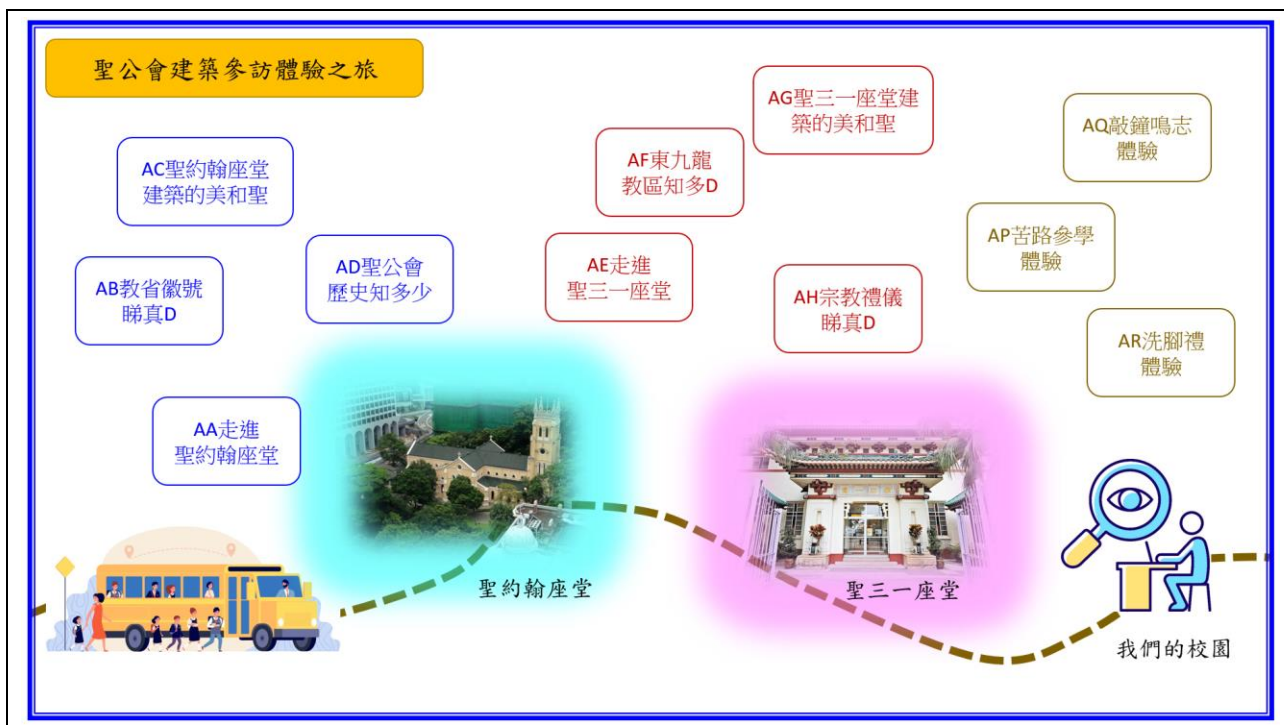 聖公會建築參訪體驗之旅
AC聖約翰座堂
建築的美和聖
AB教省徽號
睇真D
AD聖公會
歷史知多少
AA走進
聖約翰座堂
AG聖三一座堂建
築的美和聖
AF東九龍
教區知多D
AE走進
聖三一座堂
AH宗教禮儀
睇真D
AQ敲鐘鳴志
體驗
AP苦路參學
體驗
AR洗腳禮
體驗
聖約翰座堂
聖三一座堂
我們的校園